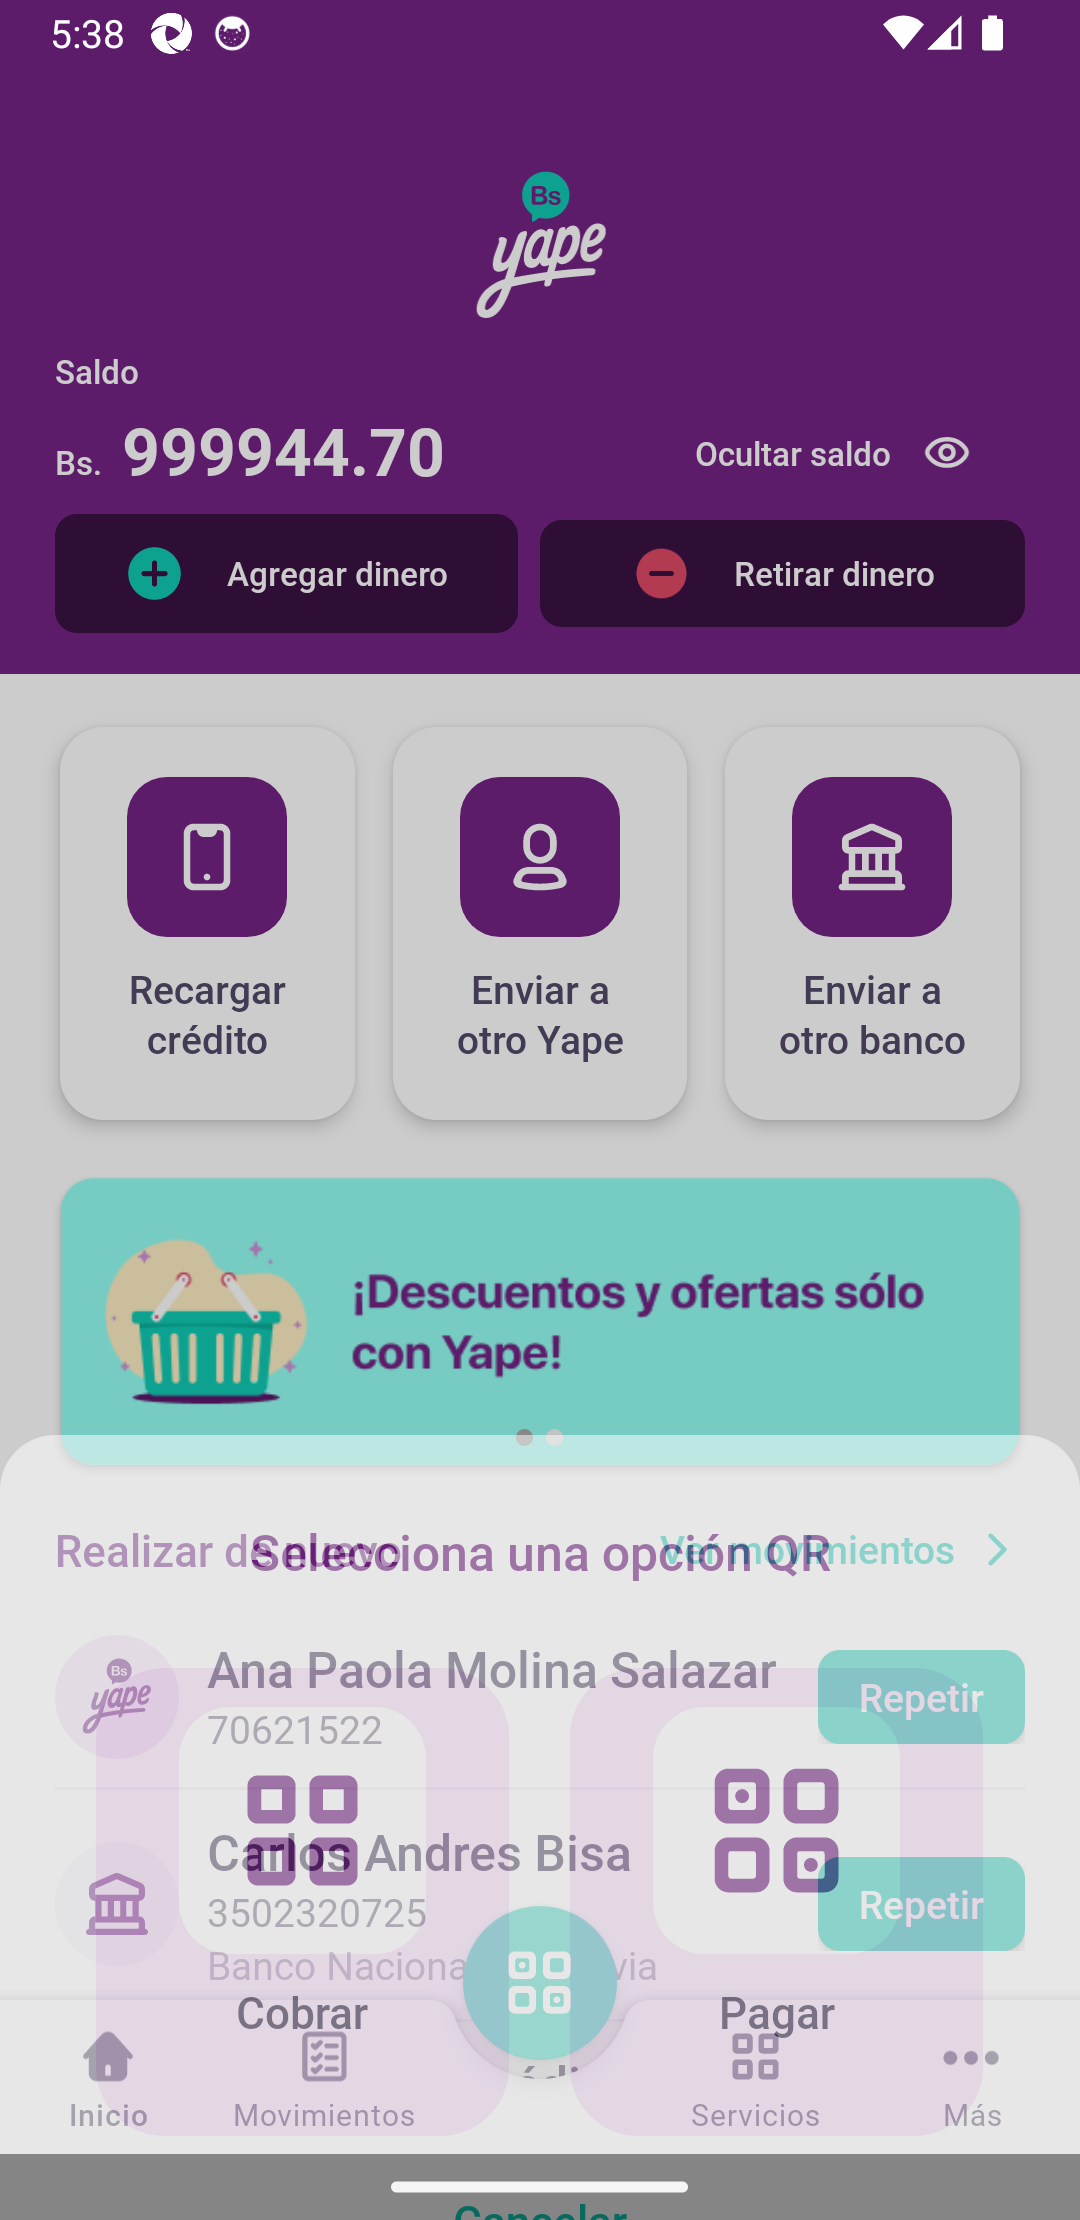 5:38
Bs
yape
Saldo
Bs. 999944.70
Ocultar saldo
Agregar dinero
Retirar dinero
Recargar
crédito
Enviar a
otro Yape
Enviar a
otro banco
¡Descuentos y ofertas sólo
con Yape!
Realizar de nuevo
Selecciona una opción QR
Ver movimientos
Bs
yape
Ana Paola Molina Salazar
70621522
Repetir
Carlos Andres Bisa
3502320725
Repetir
Banco Naciona via
Cobrar
Pagar
Inicio
Movimientos
Servicios
Más
Cancelar